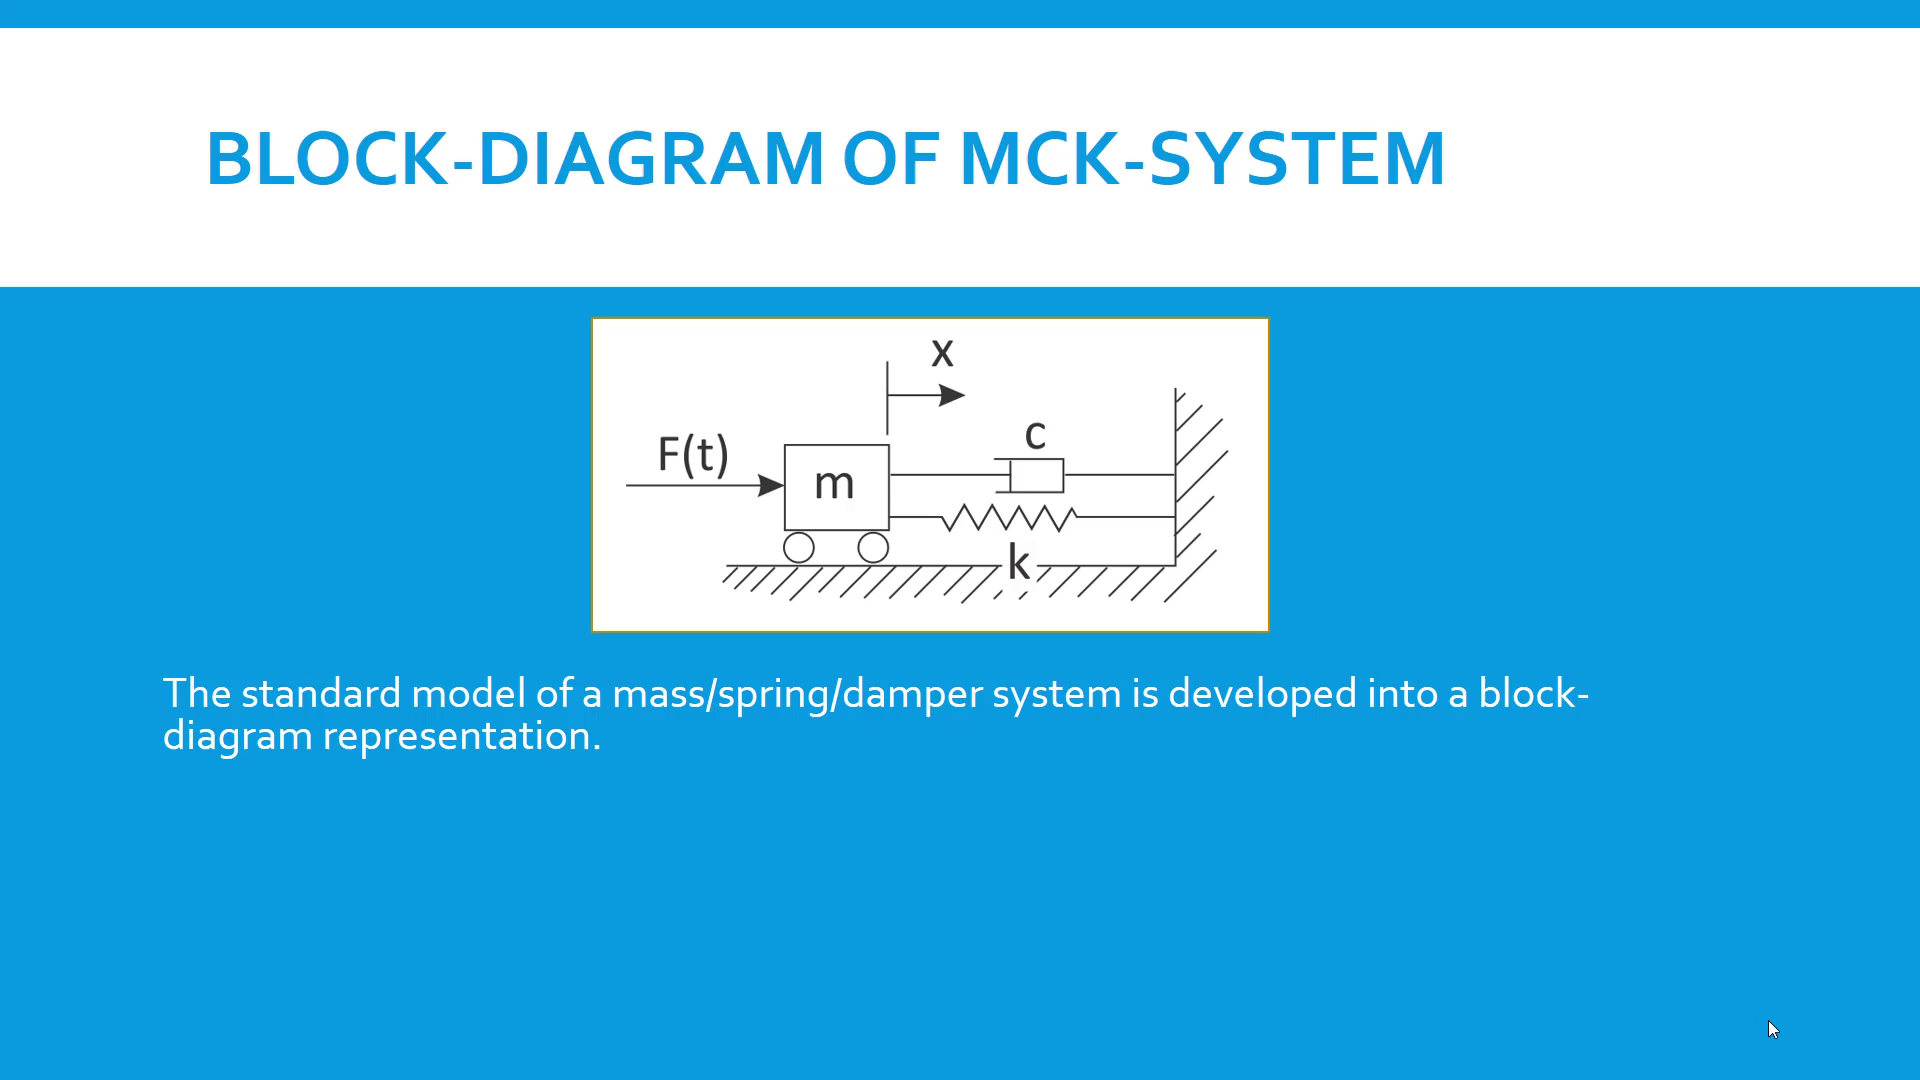 BLOCK-DIAGRAM OF MCK-SYSTEM
x
c
F(t)
m
k
The standard model of a mass/spring/damper system is developed into a block-
diagram representation.